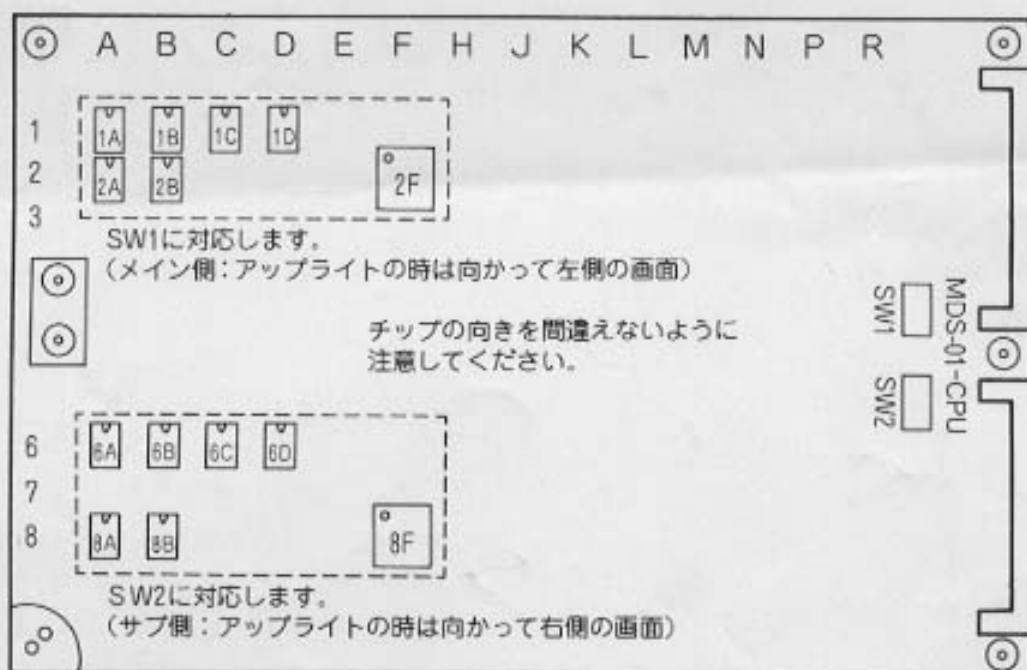 A B C D E F H J K L M N P R
1 1A 1B 1C 1D
2 2A 2B 2F
3
SW1に対応します。
（メイン側：アップライトの時は向かって左側の画面）
チップの向きを間違えないように
注意してください。
SW1
SW2
MDS-01-CPU
6 6A 6B 6C 6D
7
8 8A 8B 8F
SW2に対応します。
（サブ側：アップライトの時は向かって右側の画面）